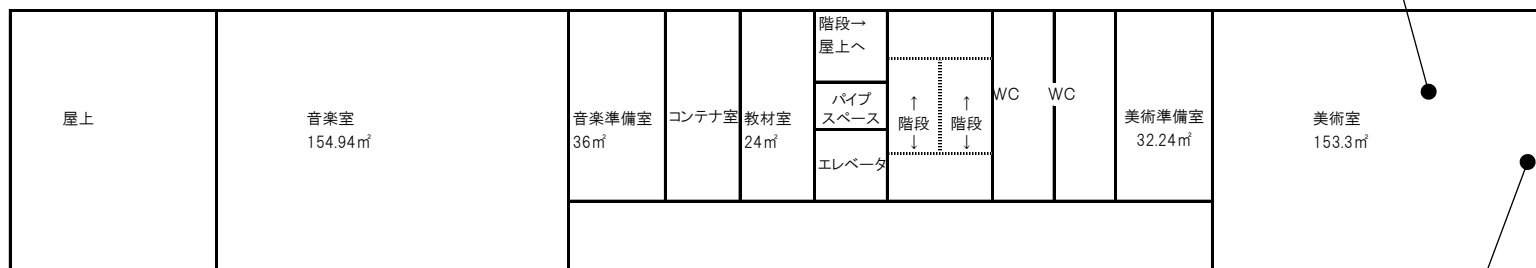 屋上
音楽室
154.94㎡
音楽準備室
36㎡
コンテナ室
教材室
24㎡
階段→
屋上へ
パイプ
スペース
エレベータ
↑
階段
↓
↑
階段
↓
WC
WC
美術準備室
32.24㎡
美術室
153.3㎡